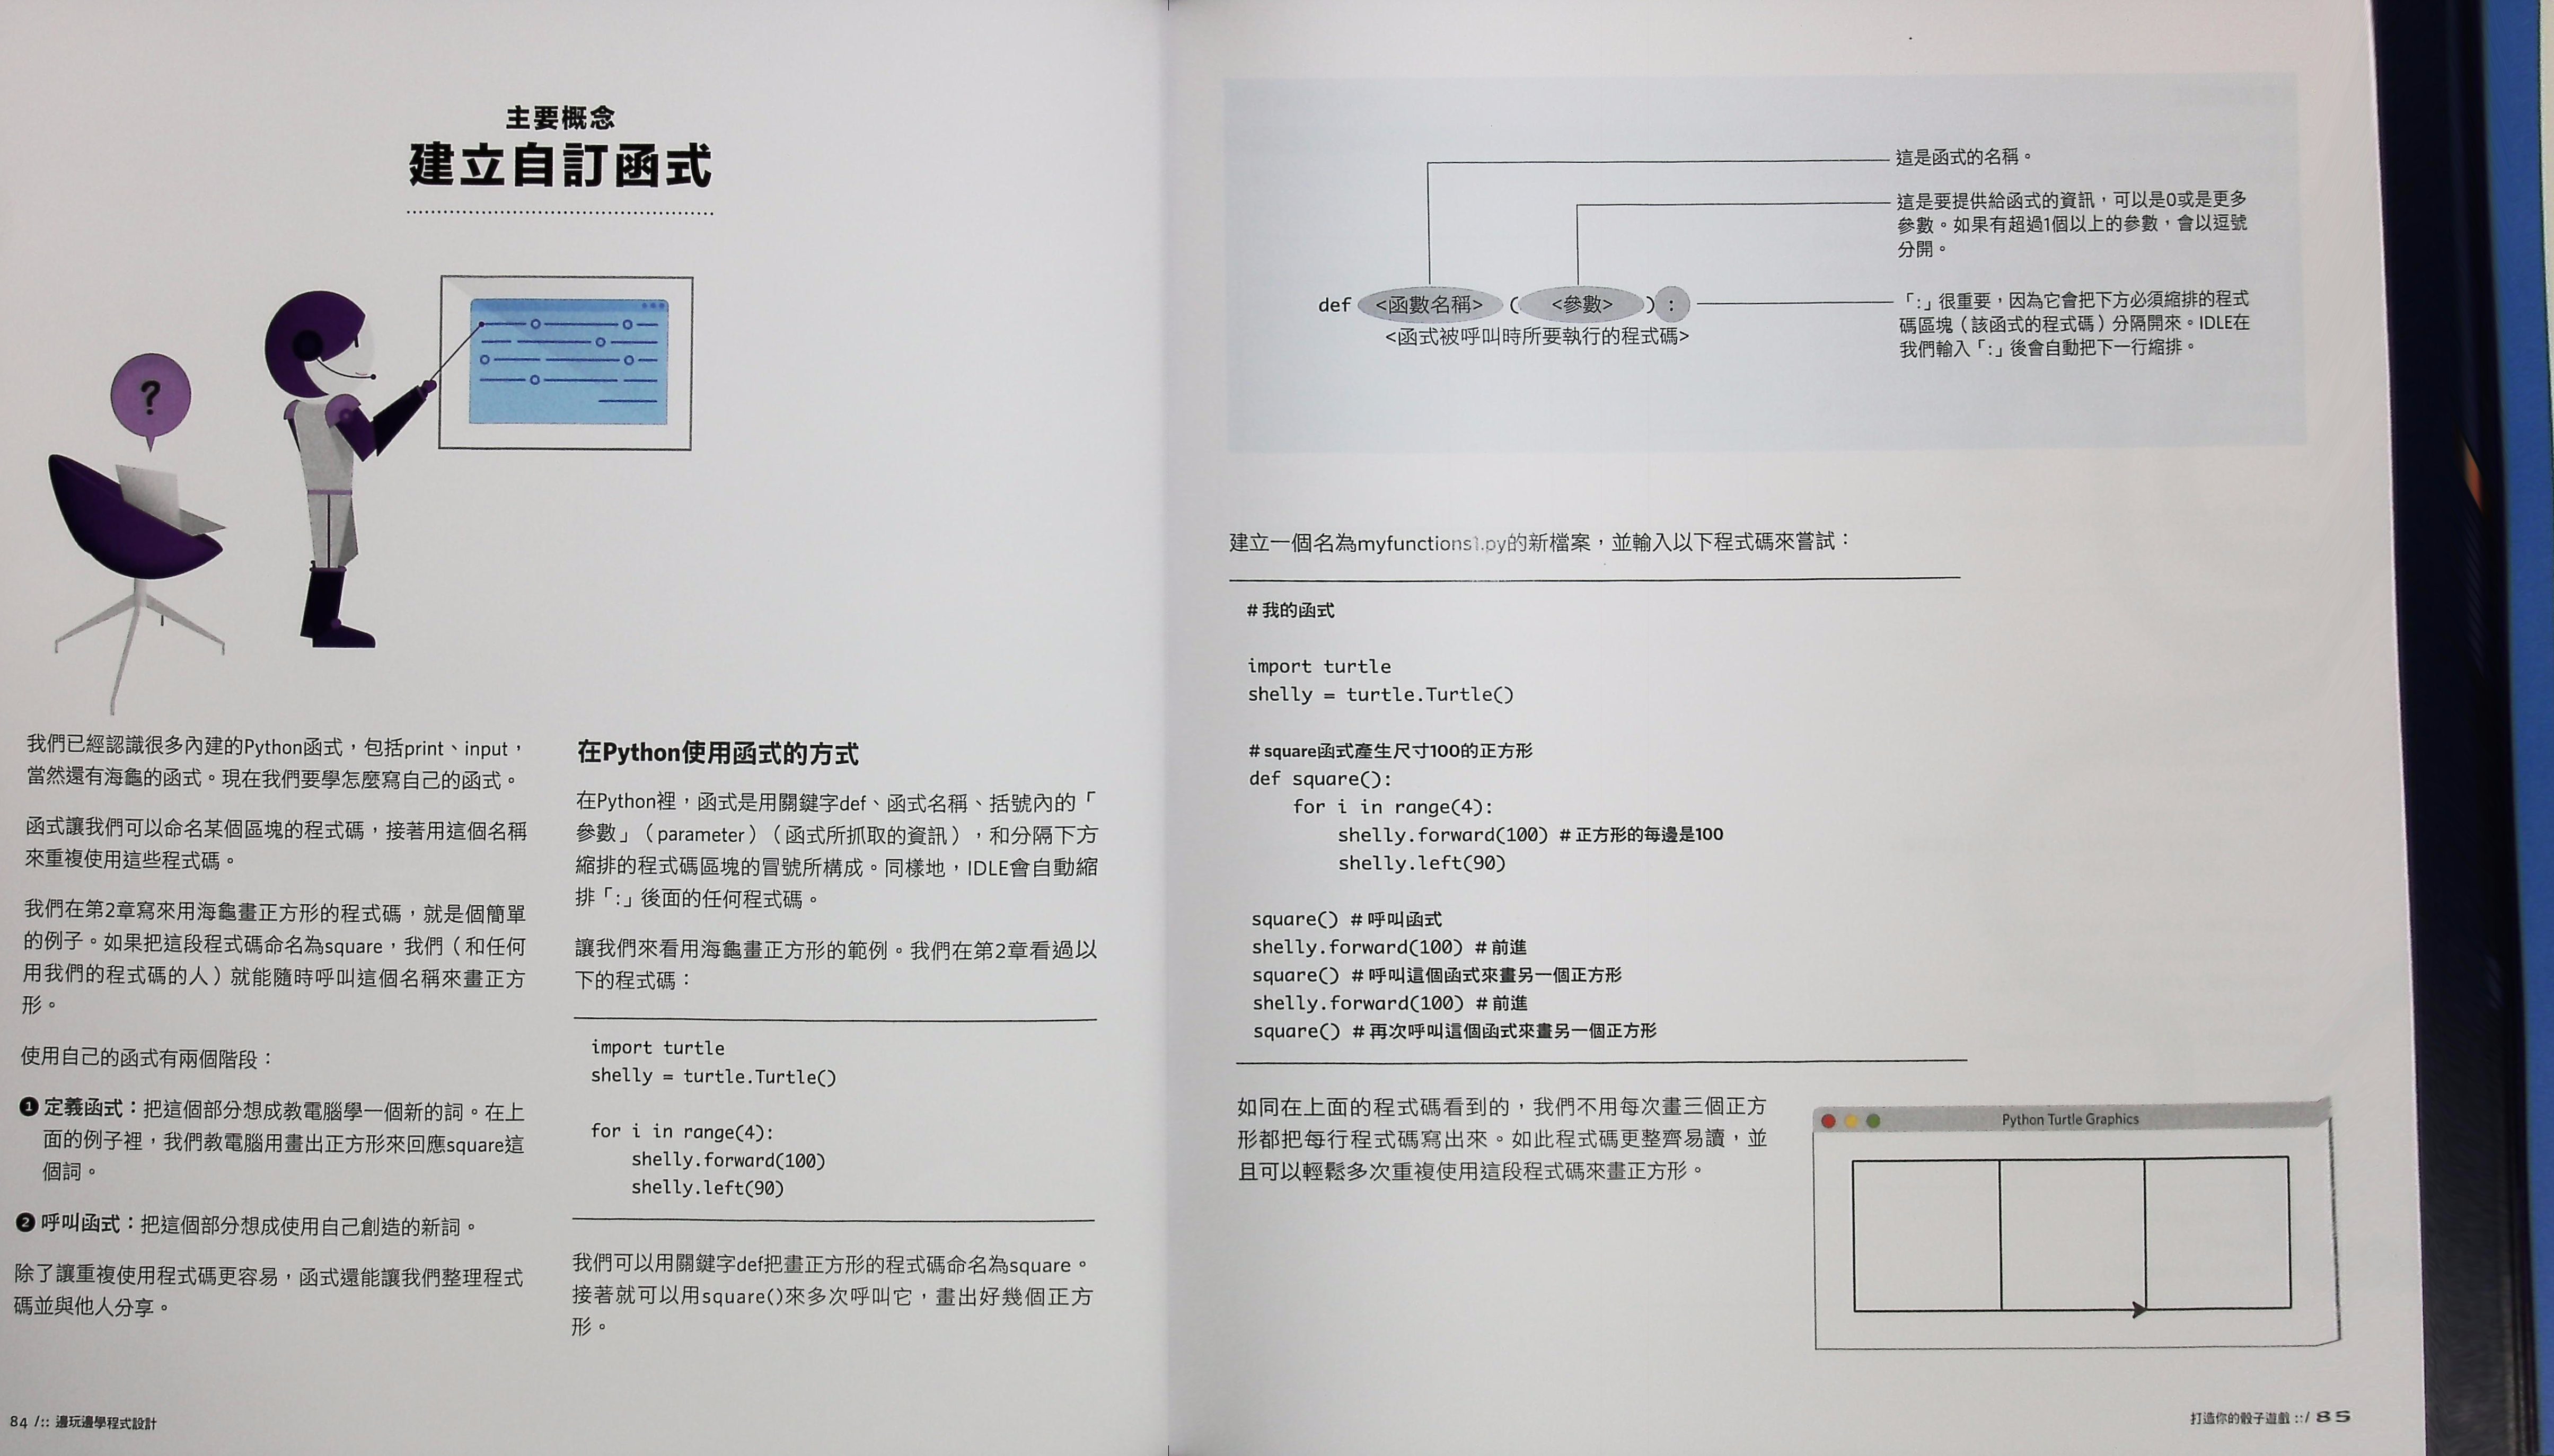 主要概念
建立自訂函式
?
我們已經認識很多內建的Python函式，包括print、input，
當然還有海龜的函式。現在我們要學怎麼寫自己的函式。
函式讓我們可以命名某個區塊的程式碼，接著用這個名稱
來重複使用這些程式碼。
我們在第2章寫來用海龜畫正方形的程式碼，就是個簡單
的例子。如果把這段程式碼命名為square，我們（和任何
用我們的程式碼的人）就能隨時呼叫這個名稱來畫正方
形。
使用自己的函式有兩個階段：
1 定義函式：把這個部分想成教電腦學一個新的詞。在上
面的例子裡，我們教電腦用畫出正方形來回應square這
個詞。
2 呼叫函式：把這個部分想成使用自己創造的新詞。
除了讓重複使用程式碼更容易，函式還能讓我們整理程式
碼並與他人分享。
在Python使用函式的方式
在Python裡，函式是用關鍵字def、函式名稱、括號內的「
參數」（parameter）（函式所抓取的資訊），和分隔下方
縮排的程式碼區塊的冒號所構成。同樣地，IDLE會自動縮
排「:」後面的任何程式碼。
讓我們來看用海龜畫正方形的範例。我們在第2章看過以
下的程式碼：
import turtle
shelly = turtle.Turtle()
for i in range(4):
    shelly.forward(100)
    shelly.left(90)
我們可以用關鍵字def把畫正方形的程式碼命名為square。
接著就可以用square()來多次呼叫它，畫出好幾個正方
形。
84 /:: 邊玩邊學程式設計
這是函式的名稱。
這是要提供給函式的資訊，可以是0或是更多
參數。如果有超過1個以上的參數，會以逗號
分開。
def <函數名稱> ( <參數> ) :
<函式被呼叫時所要執行的程式碼>
「:」很重要，因為它會把下方必須縮排的程式
碼區塊（該函式的程式碼）分隔開來。IDLE在
我們輸入「:」後會自動把下一行縮排。
建立一個名為myfunctions1.py的新檔案，並輸入以下程式碼來嘗試：
# 我的函式
import turtle
shelly = turtle.Turtle()
# square函式產生尺寸100的正方形
def square():
    for i in range(4):
        shelly.forward(100) # 正方形的每邊是100
        shelly.left(90)
square() # 呼叫函式
shelly.forward(100) # 前進
square() # 呼叫這個函式來畫另一個正方形
shelly.forward(100) # 前進
square() # 再次呼叫這個函式來畫另一個正方形
如同在上面的程式碼看到的，我們不用每次畫三個正方
形都把每行程式碼寫出來。如此程式碼更整齊易讀，並
且可以輕鬆多次重複使用這段程式碼來畫正方形。
Python Turtle Graphics
打造你的骰子遊戲 ::/ 85